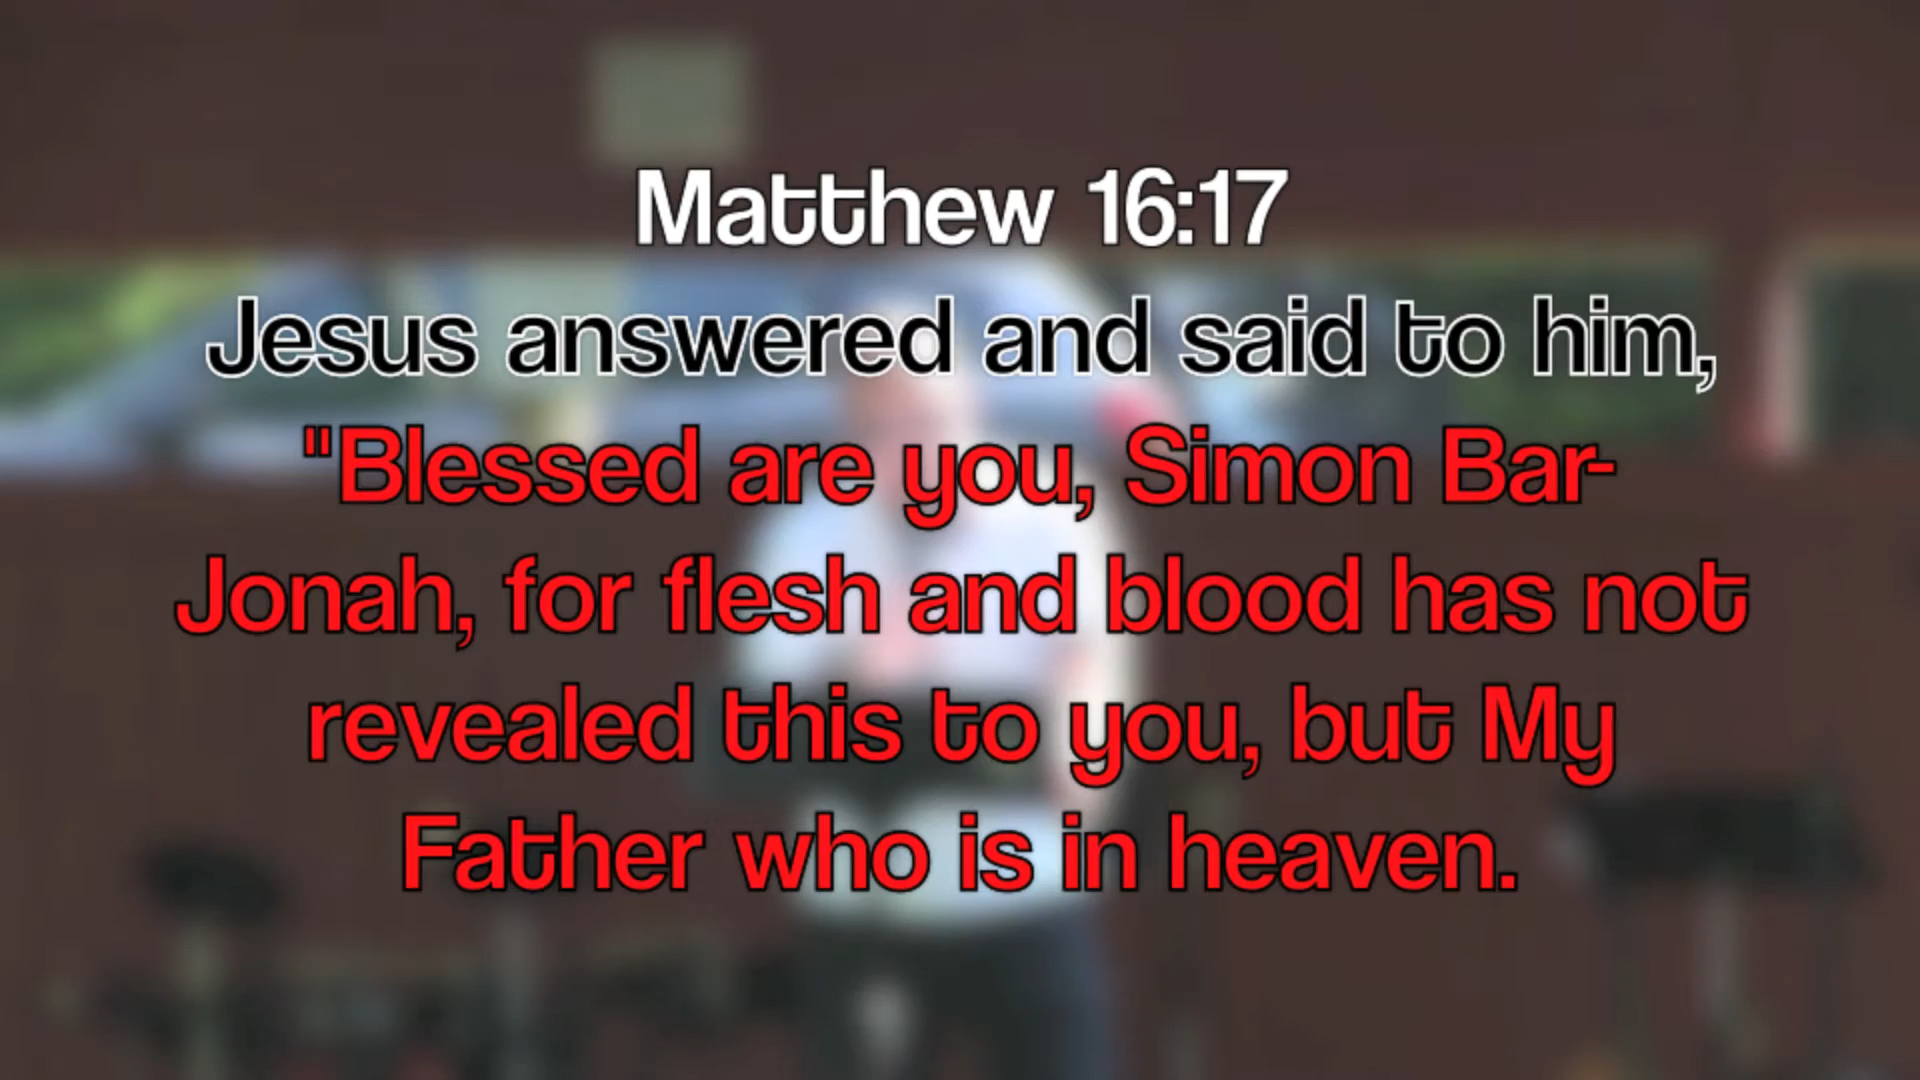 Matthew 16:17
Jesus answered and said to him,
"Blessed are you, Simon Bar-
Jonah, for flesh and blood has not
revealed this to you, but My
Father who is in heaven.